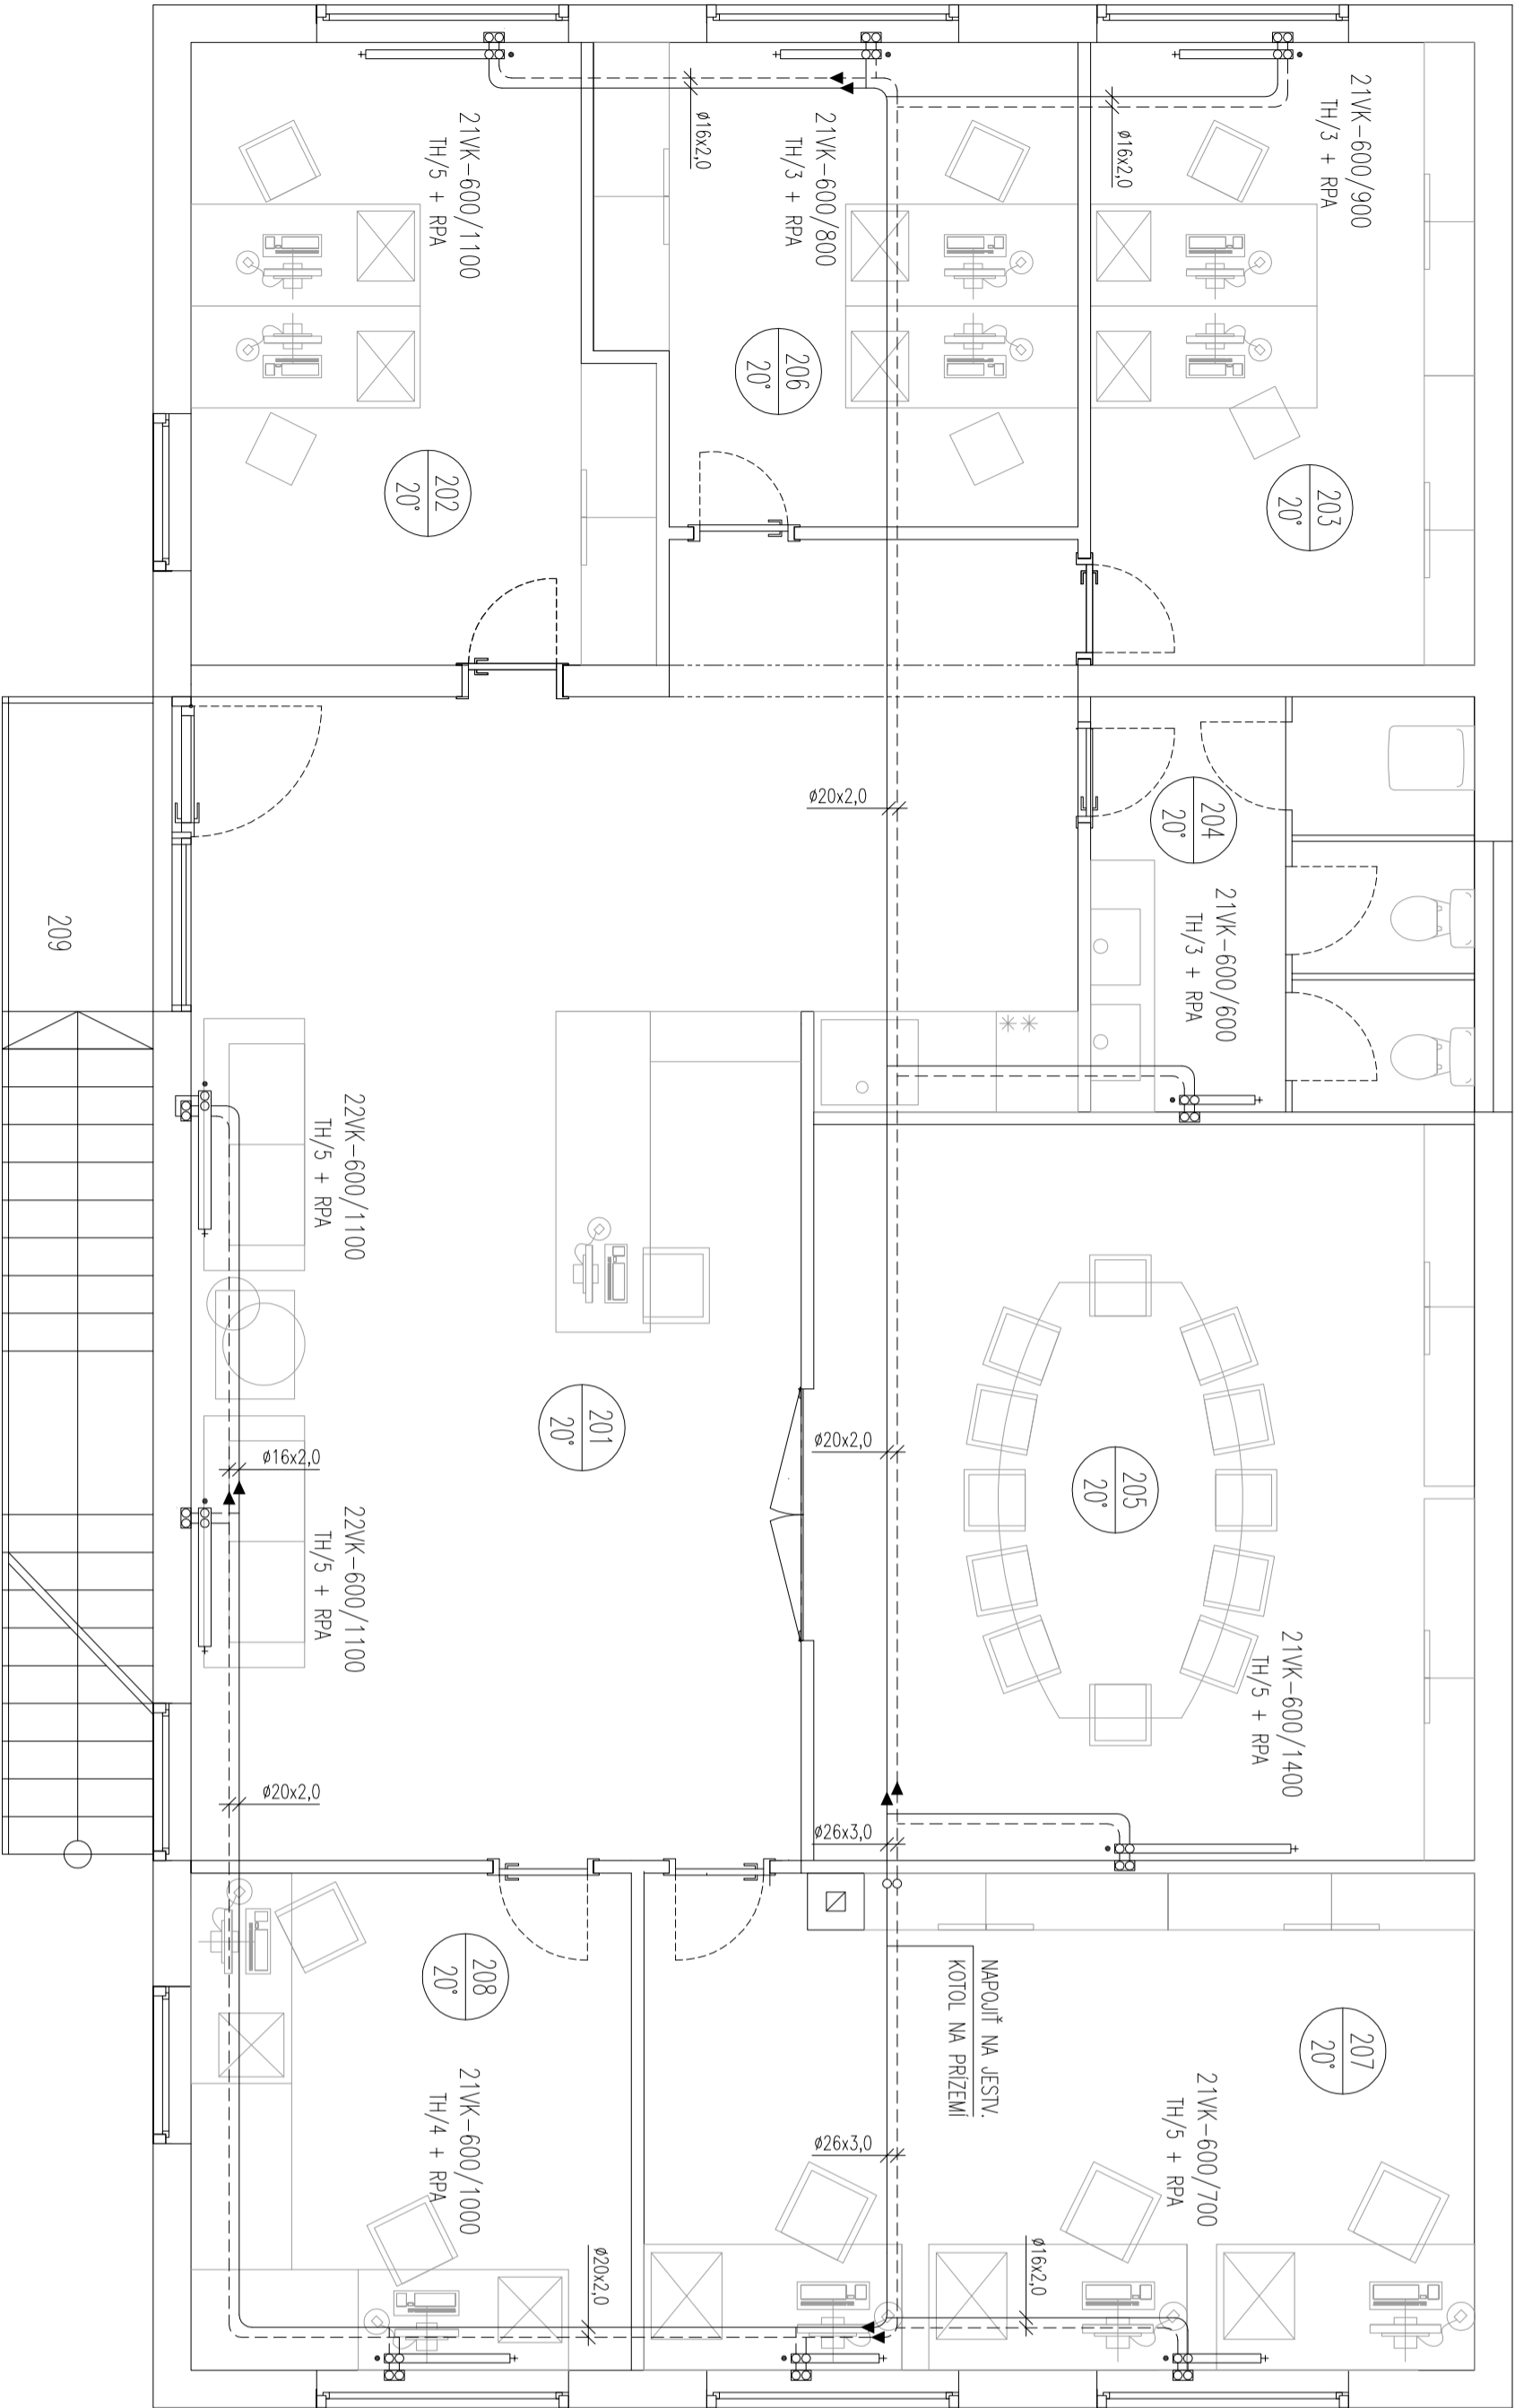 21VK-600/900
TH/3 + RPA
ø16x2,0
203
20°
21VK-600/800
TH/3 + RPA
ø16x2,0
206
20°
21VK-600/1100
TH/5 + RPA
202
20°
204
20°
21VK-600/600
TH/3 + RPA
ø20x2,0
209
22VK-600/1100
TH/5 + RPA
201
20°
ø20x2,0
205
20°
ø16x2,0
22VK-600/1100
TH/5 + RPA
21VK-600/1400
TH/5 + RPA
ø20x2,0
ø26x3,0
NAPOJIŤ NA JESTV.
KOTOL NA PRÍZEMÍ
207
20°
208
20°
21VK-600/700
TH/5 + RPA
21VK-600/1000
TH/4 + RPA
ø26x3,0
ø20x2,0
ø16x2,0